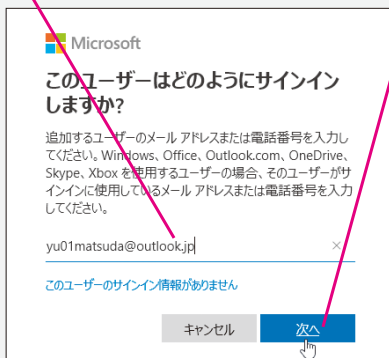 Microsoft
このユーザーはどのようにサインイン
しますか?
追加するユーザーのメール アドレスまたは電話番号を入力し
てください。Windows、Office、Outlook.com、OneDrive、
Skype、Xbox を使用するユーザーの場合、そのユーザーがサ
インインに使用しているメール アドレスまたは電話番号を入力
してください。
yu01matsuda@outlook.jp
このユーザーのサインイン情報がありません
キャンセル 次へ